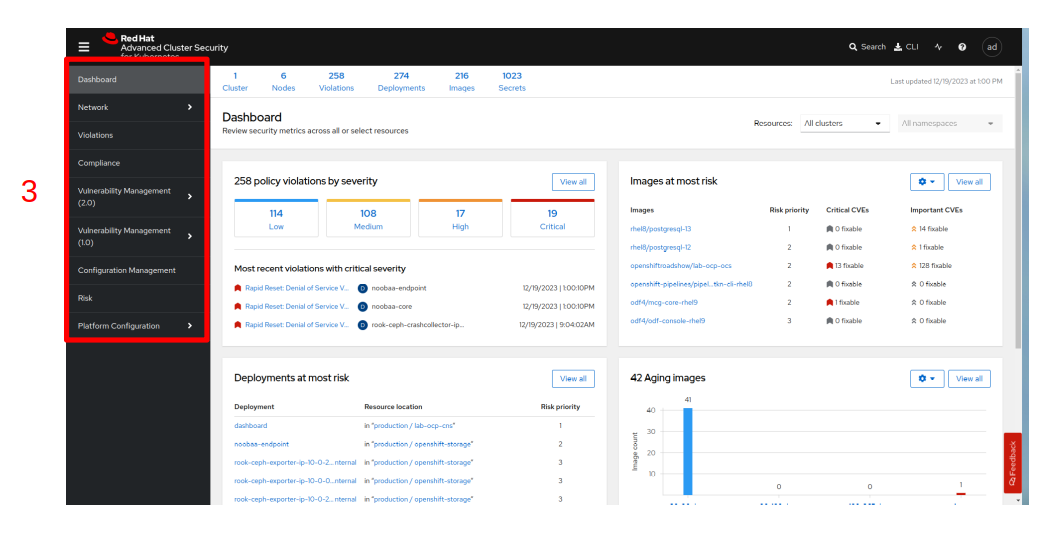 Red Hat
Advanced Cluster Security
for Kubernetes
Search CLI ad
3
Dashboard
Network
Violations
Compliance
Vulnerability Management
(2.0)
Vulnerability Management
(1.0)
Configuration Management
Risk
Platform Configuration
1 6 258 274 216 1023
Cluster Nodes Violations Deployments Images Secrets
Last updated 12/19/2023 at 1:00 PM
Dashboard
Review security metrics across all or select resources
Resources: All clusters All namespaces
258 policy violations by severity View all
114 108 17 19
Low Medium High Critical
Most recent violations with critical severity
Rapid Reset: Denial of Service V... D noobaa-endpoint 12/19/2023 | 1:00:10PM
Rapid Reset: Denial of Service V... D noobaa-core 12/19/2023 | 1:00:10PM
Rapid Reset: Denial of Service V... D rook-ceph-crashcollector-ip... 12/19/2023 | 9:04:02AM
Images at most risk View all
Images Risk priority Critical CVEs Important CVEs
rhel8/postgresql-13 1 0 fixable 14 fixable
rhel8/postgresql-12 2 0 fixable 1 fixable
openshiftroadshow/lab-ocp-ocs 2 13 fixable 128 fixable
openshift-pipelines/pipel...tkn-cli-rhel8 2 0 fixable 0 fixable
odf4/mcg-core-rhel9 2 1 fixable 0 fixable
odf4/odf-console-rhel9 3 0 fixable 0 fixable
Deployments at most risk View all
Deployment Resource location Risk priority
dashboard in "production / lab-ocp-cns" 1
noobaa-endpoint in "production / openshift-storage" 2
rook-ceph-exporter-ip-10-0-2...nternal in "production / openshift-storage" 3
rook-ceph-exporter-ip-10-0-0...nternal in "production / openshift-storage" 3
rook-ceph-exporter-ip-10-0-2...nternal in "production / openshift-storage" 3
42 Aging images View all
Image count
40
30
20
10
41
0
0
1
Feedback